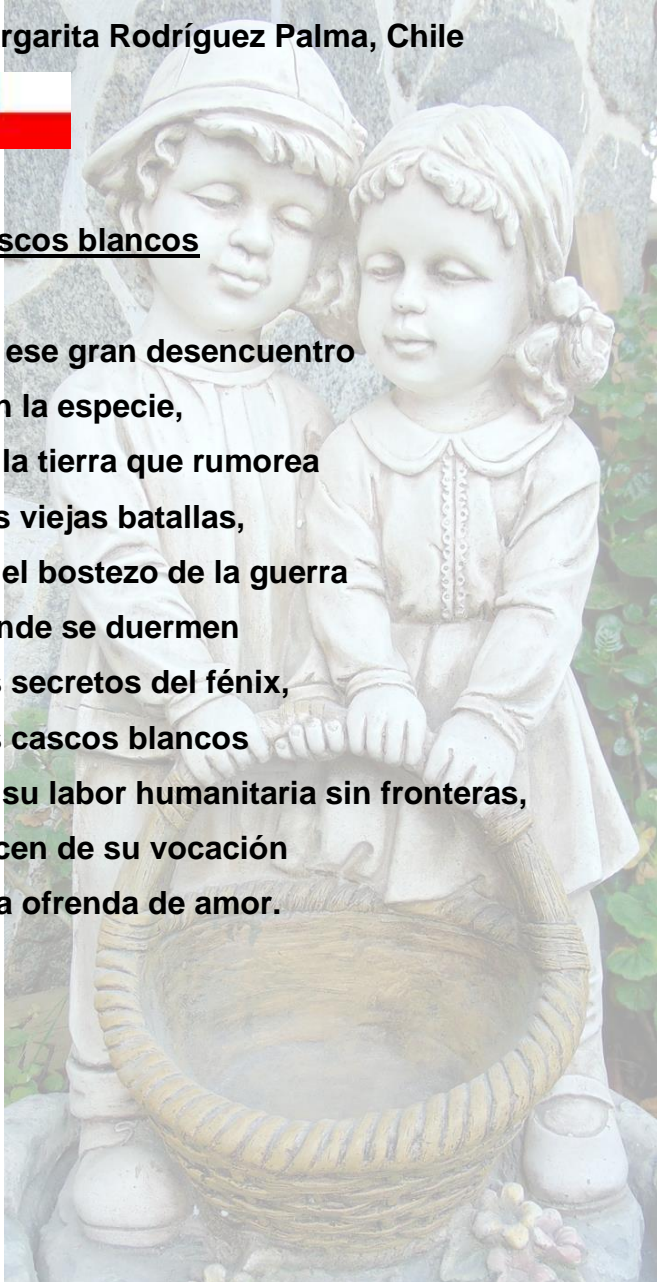 rgarita Rodríguez Palma, Chile
scos blancos
ese gran desencuentro
n la especie,
la tierra que rumorea
s viejas batallas,
el bostezo de la guerra
nde se duermen
s secretos del fénix,
s cascos blancos
su labor humanitaria sin fronteras,
cen de su vocación
a ofrenda de amor.